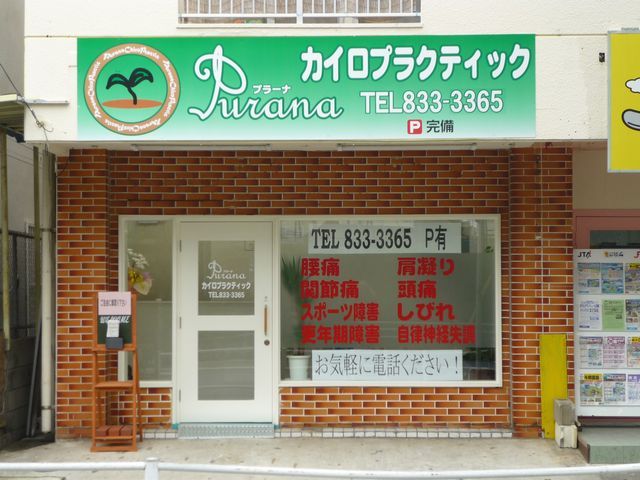 カイロプラクティック
Purana
プラーナ
TEL833-3365
P 完備
TEL 833-3365 P有
腰痛 肩凝り
関節痛 頭痛
スポーツ障害 しびれ
更年期障害 自律神経失調
お気軽に電話ください!
Purana
カイロプラクティック
TEL833-3365
WELCOME
JTA